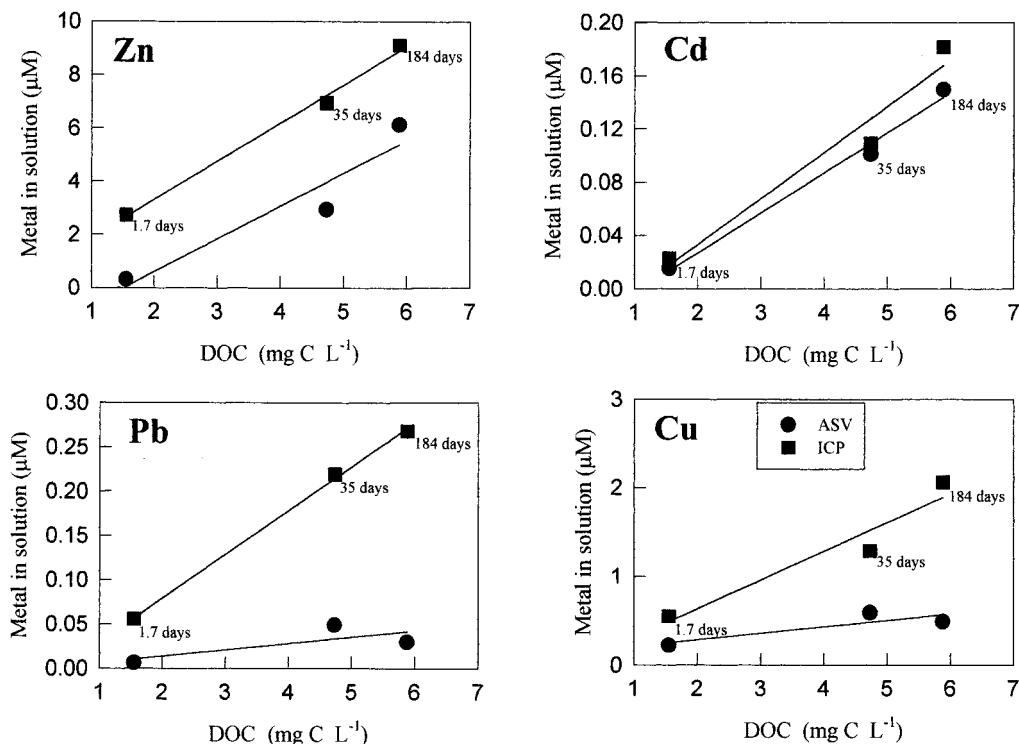 Zn
Metal in solution (μM)
10
8
6
4
2
0
184 days
35 days
1.7 days
1 2 3 4 5 6 7
DOC (mg C L-1)
Cd
Metal in solution (μM)
0.20
0.16
0.12
0.08
0.04
0.00
184 days
35 days
1.7 days
1 2 3 4 5 6 7
DOC (mg C L-1)
Pb
Metal in solution (μM)
0.30
0.25
0.20
0.15
0.10
0.05
0.00
184 days
35 days
1.7 days
1 2 3 4 5 6 7
DOC (mg C L-1)
Cu
ASV
ICP
Metal in solution (μM)
3
2
1
0
184 days
35 days
1.7 days
1 2 3 4 5 6 7
DOC (mg C L-1)